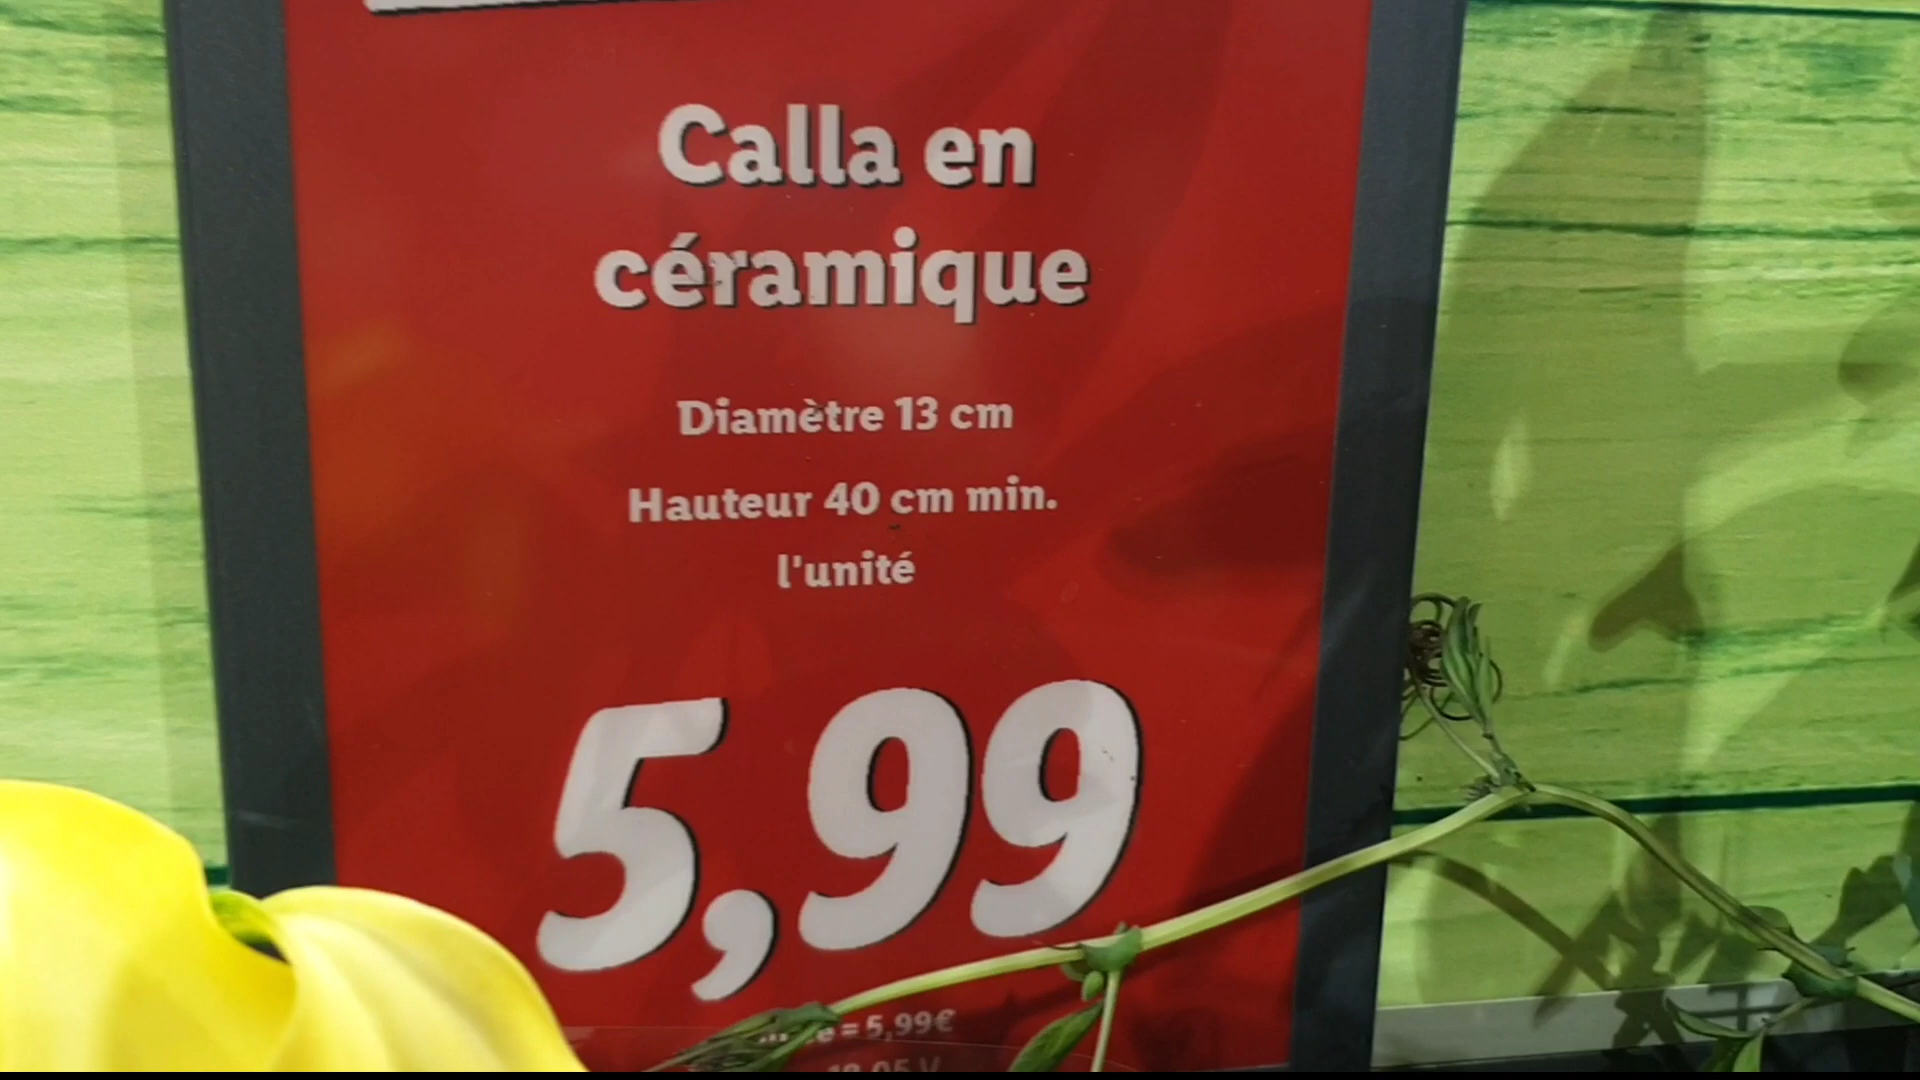 Calla en
céramique
Diamètre 13 cm
Hauteur 40 cm min.
l'unité
5,99
= 5,99€